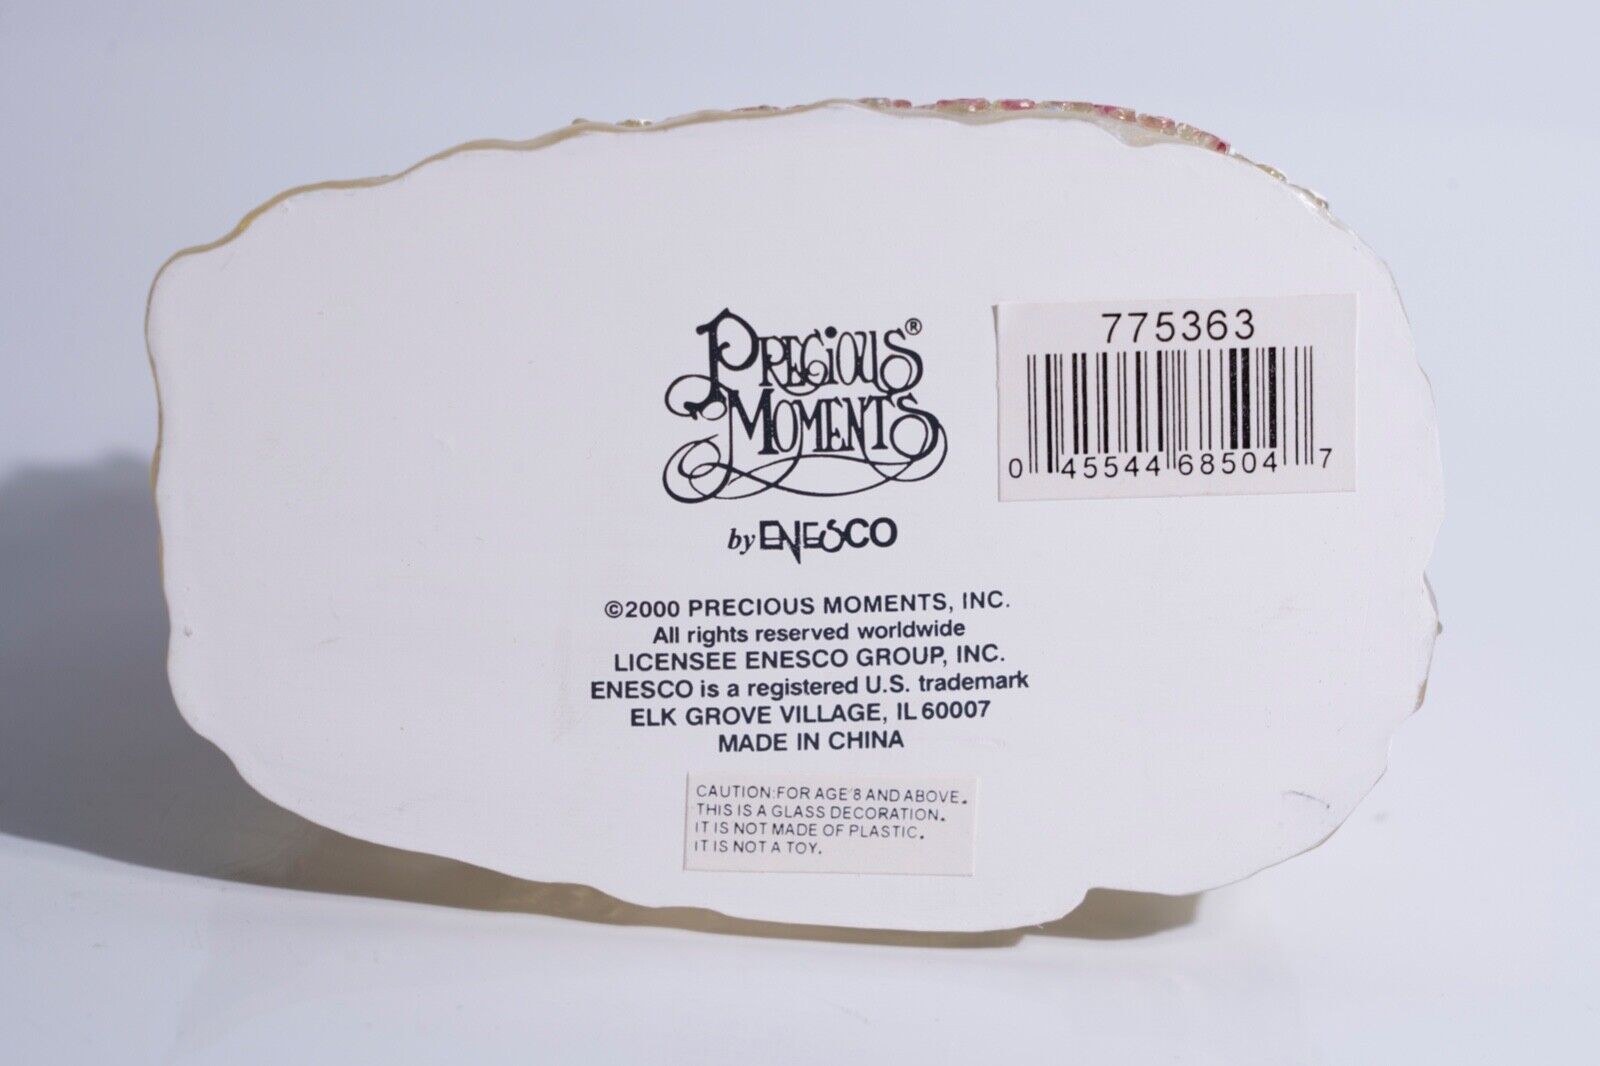 PRECIOUS®
MOMENTS
by ENESCO
©2000 PRECIOUS MOMENTS, INC.
All rights reserved worldwide
LICENSEE ENESCO GROUP, INC.
ENESCO is a registered U.S. trademark
ELK GROVE VILLAGE, IL 60007
MADE IN CHINA
775363
0 45544 68504 7
CAUTION:FOR AGE 8 AND ABOVE.
THIS IS A GLASS DECORATION.
IT IS NOT MADE OF PLASTIC.
IT IS NOT A TOY.